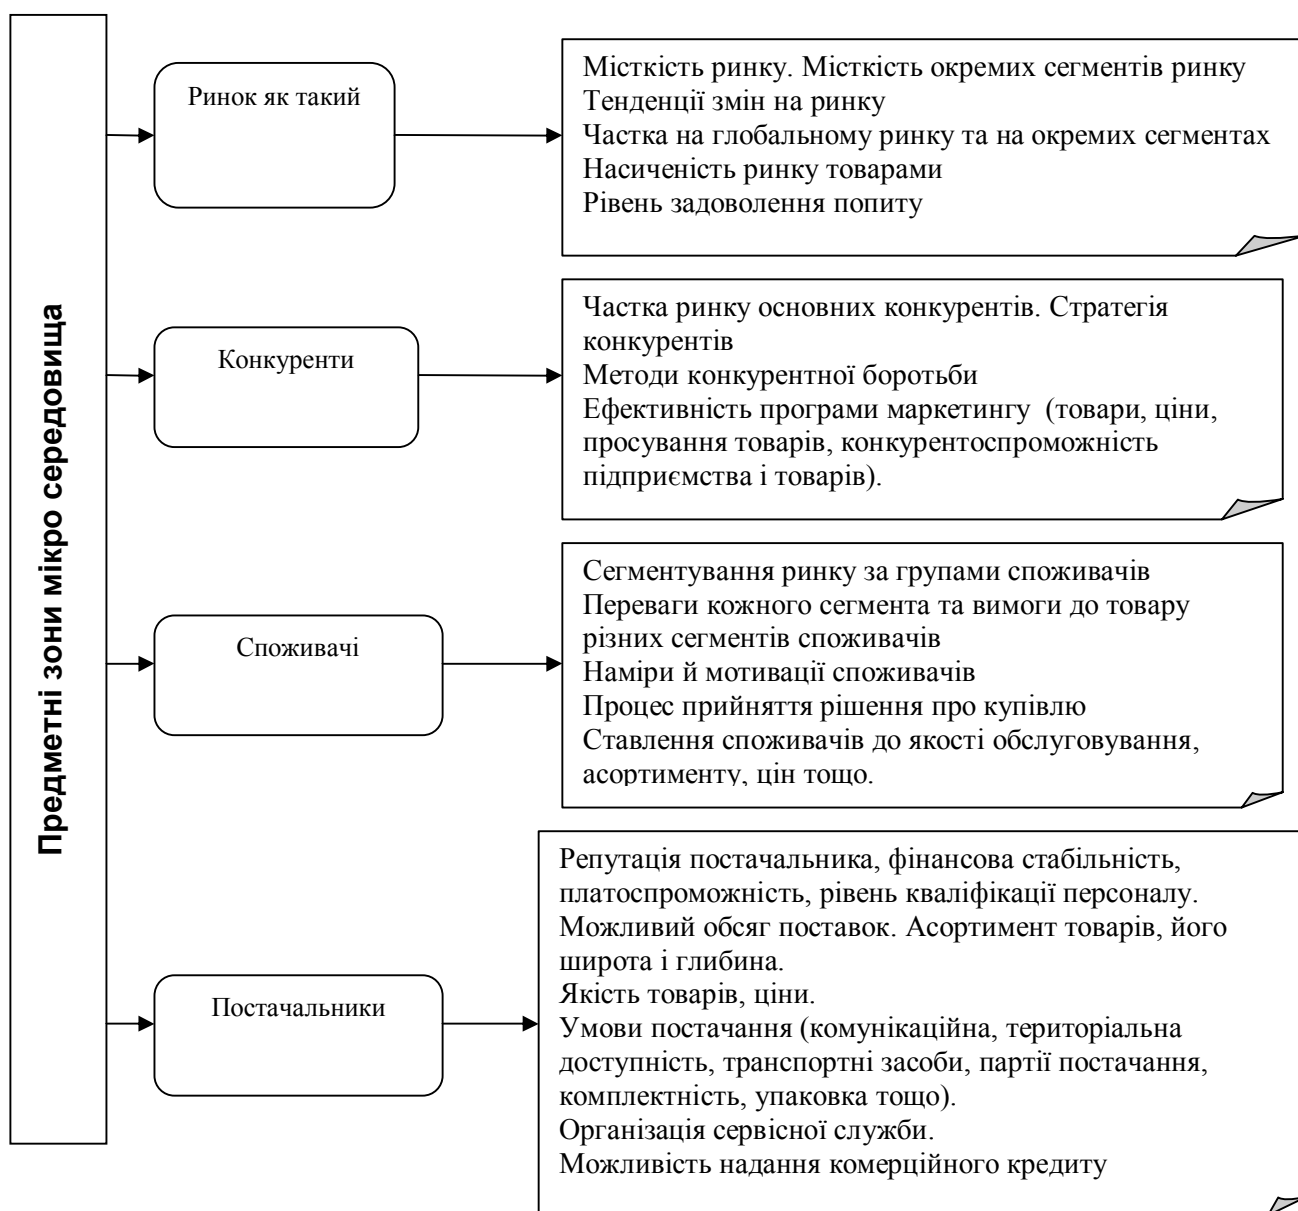 Предметні зони мікро середовища
Ринок як такий
Місткість ринку. Місткість окремих сегментів ринку
Тенденції змін на ринку
Частка на глобальному ринку та на окремих сегментах
Насиченість ринку товарами
Рівень задоволення попиту
Конкуренти
Частка ринку основних конкурентів. Стратегія
конкурентів
Методи конкурентної боротьби
Ефективність програми маркетингу  (товари, ціни,
просування товарів, конкурентоспроможність
підприємства і товарів).
Споживачі
Сегментування ринку за групами споживачів
Переваги кожного сегмента та вимоги до товару
різних сегментів споживачів
Наміри й мотивації споживачів
Процес прийняття рішення про купівлю
Ставлення споживачів до якості обслуговування,
асортименту, цін тощо.
Постачальники
Репутація постачальника, фінансова стабільність,
платоспроможність, рівень кваліфікації персоналу.
Можливий обсяг поставок. Асортимент товарів, його
широта і глибина.
Якість товарів, ціни.
Умови постачання (комунікаційна, територіальна
доступність, транспортні засоби, партії постачання,
комплектність, упаковка тощо).
Організація сервісної служби.
Можливість надання комерційного кредиту